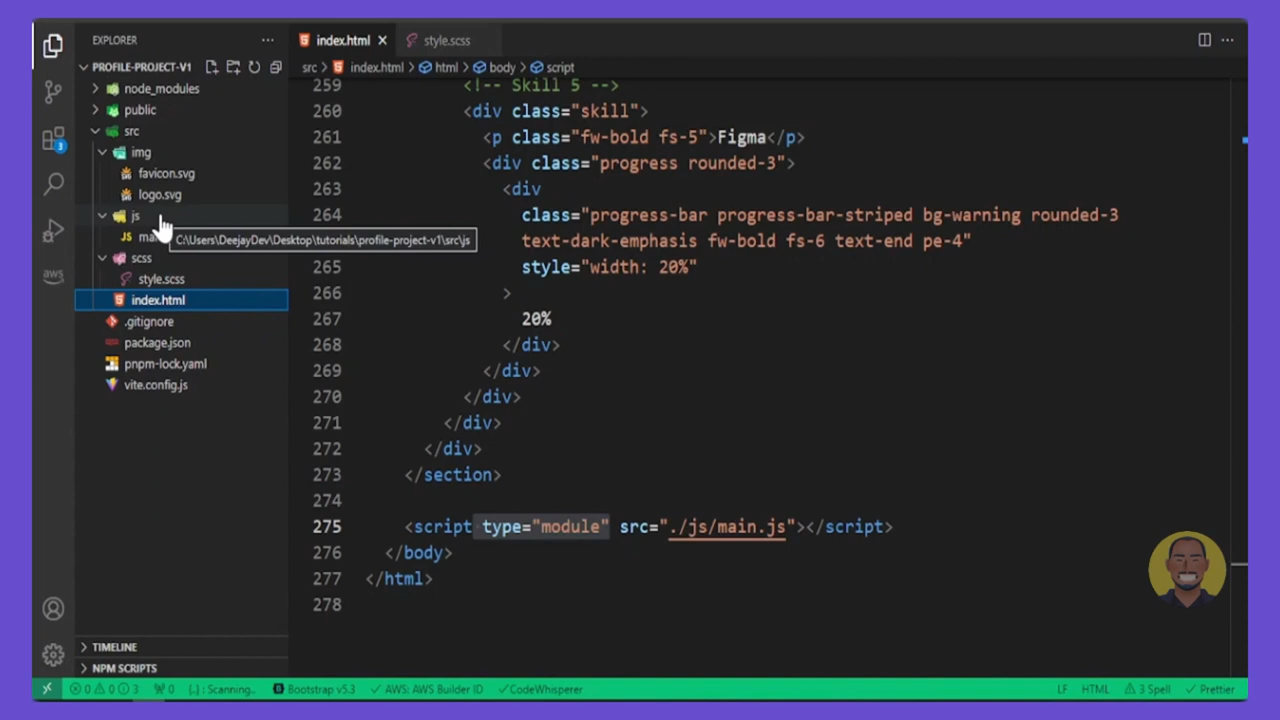 EXPLORER
PROFILE-PROJECT-V1
node_modules
public
src
img
favicon.svg
logo.svg
js
C:\Users\DeejayDev\Desktop\tutorials\profile-project-v1\src\js
scss
style.scss
index.html
.gitignore
package.json
pnpm-lock.yaml
vite.config.js
TIMELINE
NPM SCRIPTS
3
aws
index.html
style.scss
src > index.html > html > body > script
259 <!-- Skill 5 -->
260 <div class="skill">
261 <p class="fw-bold fs-5">Figma</p>
262 <div class="progress rounded-3">
263 <div
264 class="progress-bar progress-bar-striped bg-warning rounded-3
text-dark-emphasis fw-bold fs-6 text-end pe-4"
265 style="width: 20%"
266 >
267 20%
268 </div>
269 </div>
270 </div>
271 </div>
272 </div>
273 </section>
274
275 <script type="module" src="./js/main.js"></script>
276 </body>
277 </html>
278
0 0 3 0 {..} : Scanning.. Bootstrap v5.3 AWS: AWS Builder ID CodeWhisperer LF HTML 3 Spell Prettier